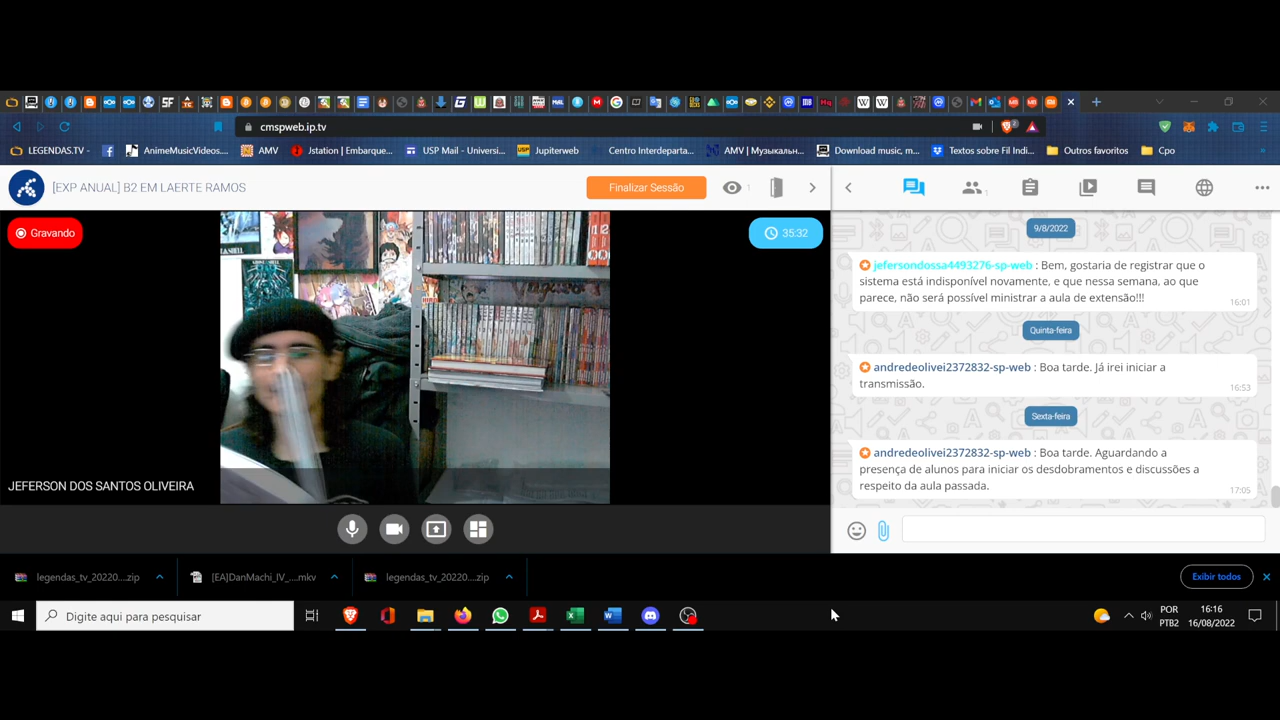 cmspweb.ip.tv
LEGENDAS.TV -
AnimeMusicVideos....
AMV
Jstation | Embarque...
USP Mail - Universi...
Jupiterweb
Centro Interdeparta...
AMV | Музыкальн...
Download music, m...
Textos sobre Fil Indi...
Outros favoritos
Cpo
[EXP ANUAL] B2 EM LAERTE RAMOS
Finalizar Sessão
1
1
Gravando
35:32
JEFERSON DOS SANTOS OLIVEIRA
9/8/2022
jefersondossa4493276-sp-web : Bem, gostaria de registrar que o
sistema está indisponível novamente, e que nessa semana, ao que
parece, não será possível ministrar a aula de extensão!!!
16:01
Quinta-feira
andredeolivei2372832-sp-web : Boa tarde. Já irei iniciar a
transmissão.
16:53
Sexta-feira
andredeolivei2372832-sp-web : Boa tarde. Aguardando a
presença de alunos para iniciar os desdobramentos e discussões a
respeito da aula passada.
17:05
legendas_tv_20220....zip
[EA]DanMachi_IV_....mkv
legendas_tv_20220....zip
Exibir todos
Digite aqui para pesquisar
POR
PTB2
16:16
16/08/2022